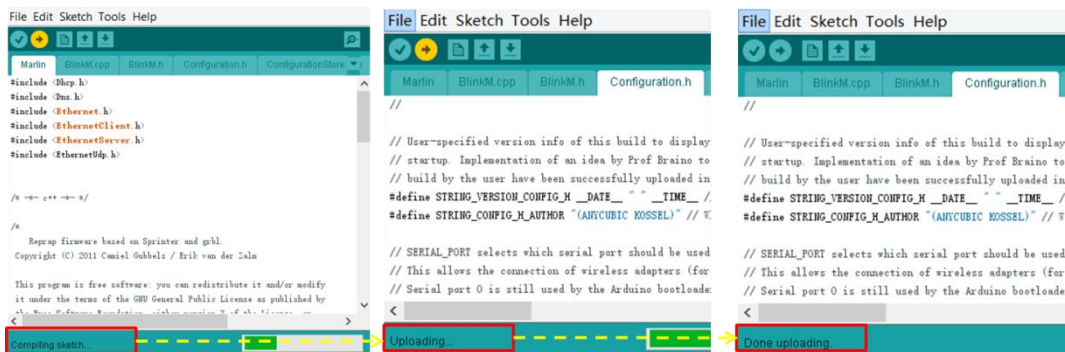 File Edit Sketch Tools Help
Marlin BlinkM.cpp BlinkM.h Configuration.h ConfigurationStore.
#include <Dhcp.h>
#include <Dns.h>
#include <Ethernet.h>
#include <EthernetClient.h>
#include <EthernetServer.h>
#include <EthernetUdp.h>
/* -*- c++ -*- */
/*
Reprap firmware based on Sprinter and grbl.
Copyright (C) 2011 Camiel Gubbels / Erik van der Zalm
This program is free software: you can redistribute it and/or modify
it under the terms of the GNU General Public License as published by
Compiling sketch...
File Edit Sketch Tools Help
Marlin BlinkM.cpp BlinkM.h Configuration.h
//
// User-specified version info of this build to display
// startup. Implementation of an idea by Prof Braino to
// build by the user have been successfully uploaded in
#define STRING_VERSION_CONFIG_H __DATE__ " " __TIME__ /
#define STRING_CONFIG_H_AUTHOR "(ANYCUBIC KOSSEL)" // W
// SERIAL_PORT selects which serial port should be used
// This allows the connection of wireless adapters (for
// Serial port 0 is still used by the Arduino bootloade
Uploading...
File Edit Sketch Tools Help
Marlin BlinkM.cpp BlinkM.h Configuration.h
//
// User-specified version info of this build to display
// startup. Implementation of an idea by Prof Braino to
// build by the user have been successfully uploaded in
#define STRING_VERSION_CONFIG_H __DATE__ " " __TIME__ /
#define STRING_CONFIG_H_AUTHOR "(ANYCUBIC KOSSEL)" // W
// SERIAL_PORT selects which serial port should be used
// This allows the connection of wireless adapters (for
// Serial port 0 is still used by the Arduino bootloade
Done uploading.